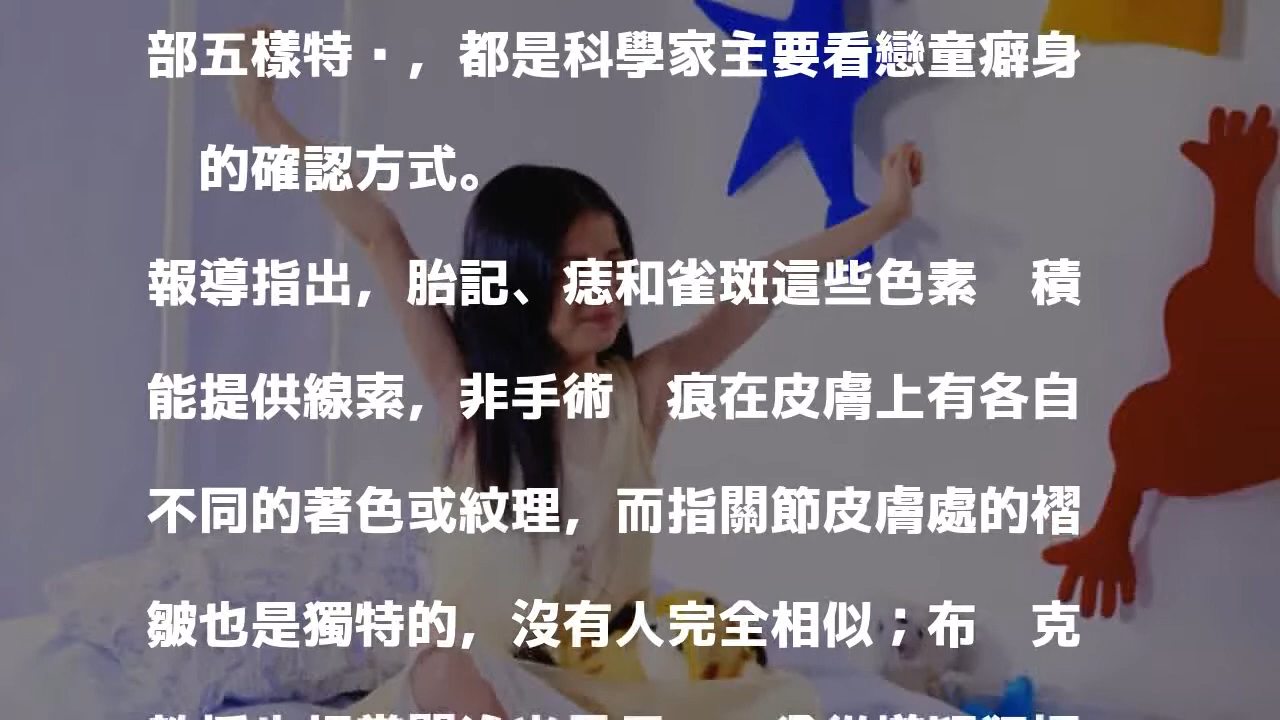 部五樣特·，都是科學家主要看戀童癖身
的確認方式。
報導指出，胎記、痣和雀斑這些色素　積
能提供線索，非手術　痕在皮膚上有各自
不同的著色或紋理，而指關節皮膚處的褶
皺也是獨特的，沒有人完全相似；布　克